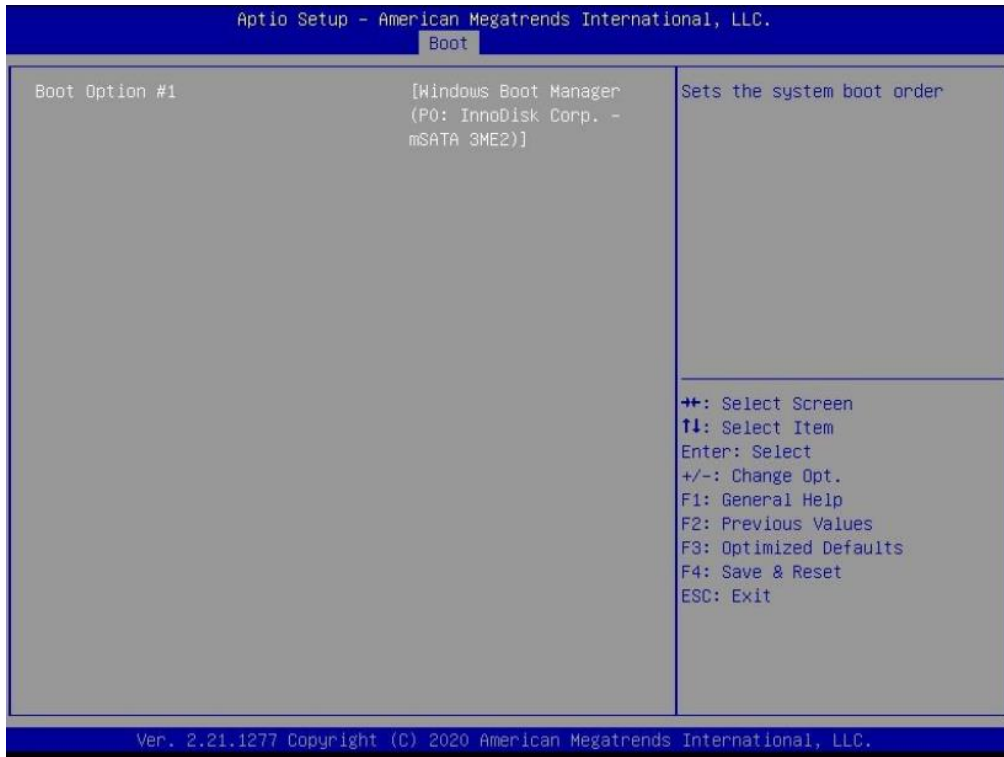 Aptio Setup – American Megatrends International, LLC.
Boot
Boot Option #1
[Windows Boot Manager
(P0: InnoDisk Corp. –
mSATA 3ME2)]
Sets the system boot order
→←: Select Screen
↑↓: Select Item
Enter: Select
+/-: Change Opt.
F1: General Help
F2: Previous Values
F3: Optimized Defaults
F4: Save & Reset
ESC: Exit
Ver. 2.21.1277 Copyright (C) 2020 American Megatrends International, LLC.